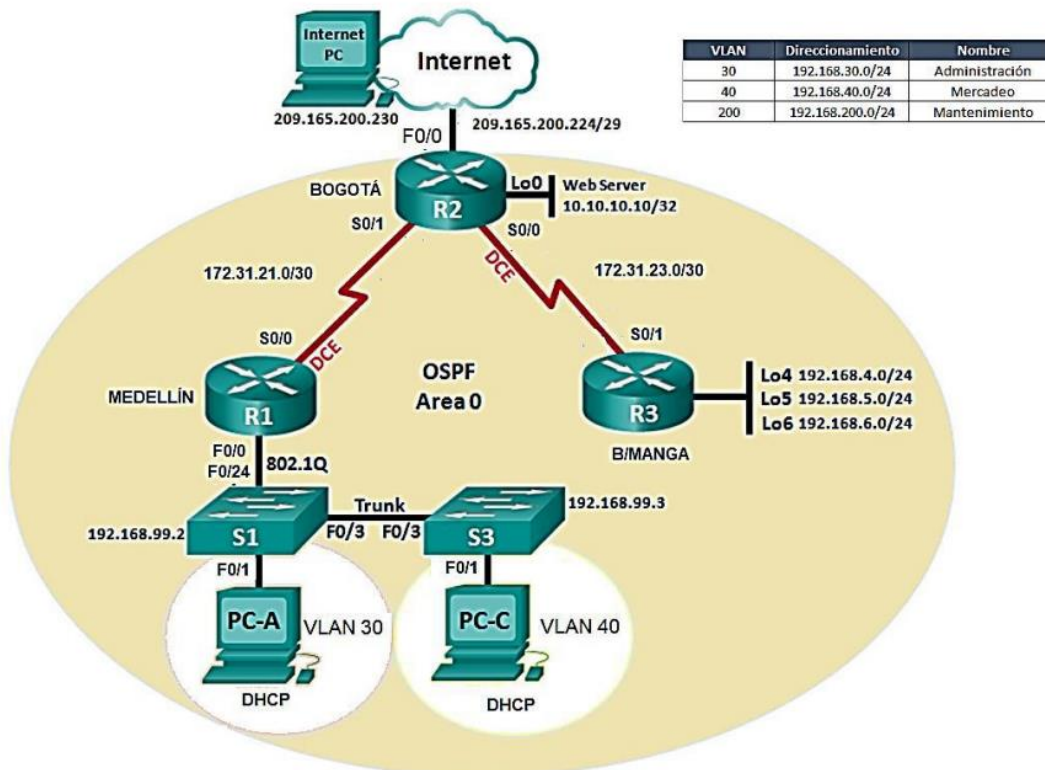 Internet
PC
Internet
209.165.200.230
209.165.200.224/29
F0/0
VLAN Direccionamiento Nombre
30 192.168.30.0/24 Administración
40 192.168.40.0/24 Mercadeo
200 192.168.200.0/24 Mantenimiento
BOGOTÁ
R2
Lo0
Web Server
10.10.10.10/32
S0/1
S0/0
DCE
172.31.21.0/30
172.31.23.0/30
S0/0
DCE
S0/1
MEDELLÍN
R1
OSPF
Area 0
R3
B/MANGA
Lo4 192.168.4.0/24
Lo5 192.168.5.0/24
Lo6 192.168.6.0/24
F0/0
F0/24
802.1Q
Trunk
192.168.99.2
S1
F0/3
F0/3
S3
192.168.99.3
F0/1
F0/1
PC-A
VLAN 30
DHCP
PC-C
VLAN 40
DHCP